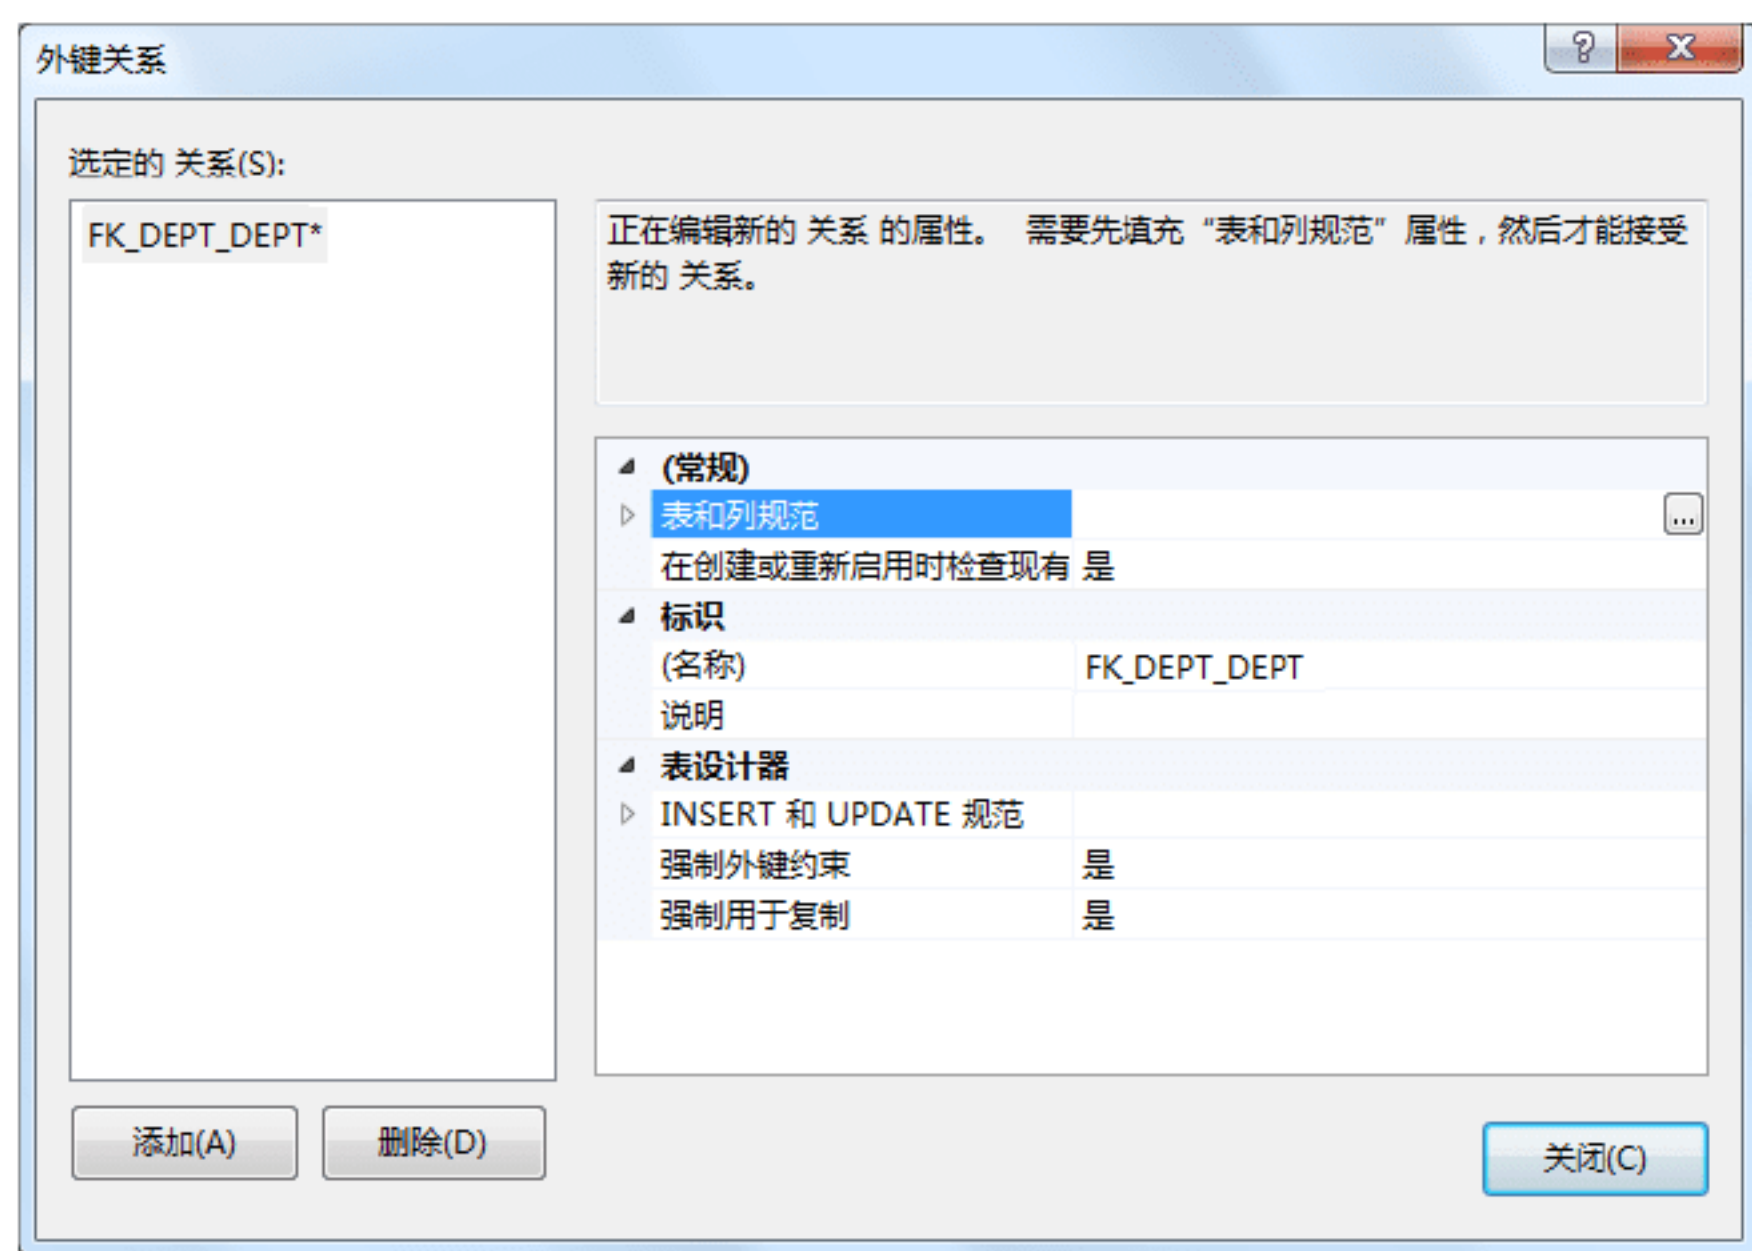 外键关系
选定的 关系(S):
FK_DEPT_DEPT*
正在编辑新的 关系 的属性。 需要先填充“表和列规范”属性，然后才能接受
新的 关系。
(常规)
表和列规范 ...
在创建或重新启用时检查现有 是
标识
(名称) FK_DEPT_DEPT
说明
表设计器
INSERT 和 UPDATE 规范
强制外键约束 是
强制用于复制 是
添加(A) 删除(D)
关闭(C)